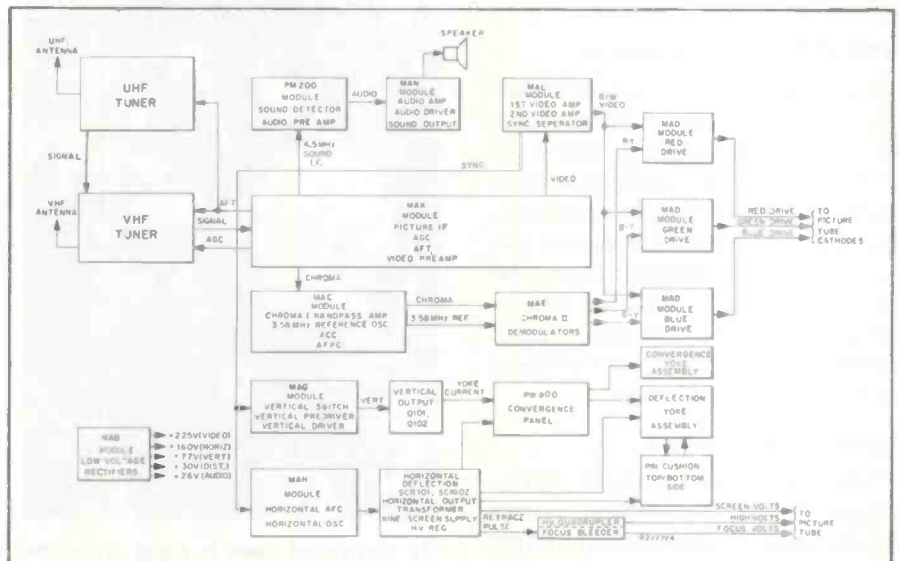 SPEAKER
UHF
ANTENNA
UHF
TUNER
PM200
MODULE
SOUND DETECTOR
AUDIO PRE AMP
AUDIO
MAN
MODULE
AUDIO AMP
AUDIO DRIVER
SOUND OUTPUT
MAL
MODULE
1ST VIDEO AMP
2ND VIDEO AMP
SYNC SEPERATOR
B/W
VIDEO
MAD
MODULE
RED
DRIVE
SIGNAL
4.5MHz
SOUND
I.F.
SYNC
VIDEO
R-Y
VHF
ANTENNA
VHF
TUNER
AFT
SIGNAL
AGC
MODULE
PICTURE IF
AGC
AFT,
VIDEO PREAMP
MAD
MODULE
GREEN
DRIVE
RED DRIVE
GREEN DRIVE
BLUE DRIVE
TO
PICTURE
TUBE
CATHODES
CHROMA
MAC
MODULE
CHROMA I BANDPASS AMP
3.58MHz REFERENCE OSC
ACC
AFPC
CHROMA
3.58MHz REF
MAE
CHROMA II
DEMODULATORS
MAD
MODULE
BLUE
DRIVE
CONVERGENCE
YOKE
ASSEMBLY
MAG
MODULE
VERTICAL SWITCH
VERTICAL PREDRIVER
VERTICAL DRIVER
VERT
VERTICAL
OUTPUT
Q101,
Q102
YOKE
CURRENT
PW600
CONVERGENCE
PANEL
DEFLECTION
YOKE
ASSEMBLY
MAB
MODULE
LOW VOLTAGE
RECTIFIERS
+225V(VIDEO)
+160V(HORIZ)
+77V(VERT)
+30V(DIST.)
+26V(AUDIO)
PIN CUSHION
TOP/BOTTOM
SIDE
MAH
MODULE
HORIZONTAL AFC
HORIZONTAL OSC
HORIZONTAL
DEFLECTION
SCR101, SCR102
HORIZONTAL OUTPUT
TRANSFORMER
KINE SCREEN SUPPLY
HV REG
RETRACE
PULSE
HV QUADRUPLER
FOCUS BLEEDER
SCREEN VOLTS
HIGH VOLTS
FOCUS VOLTS
TO
PICTURE
TUBE